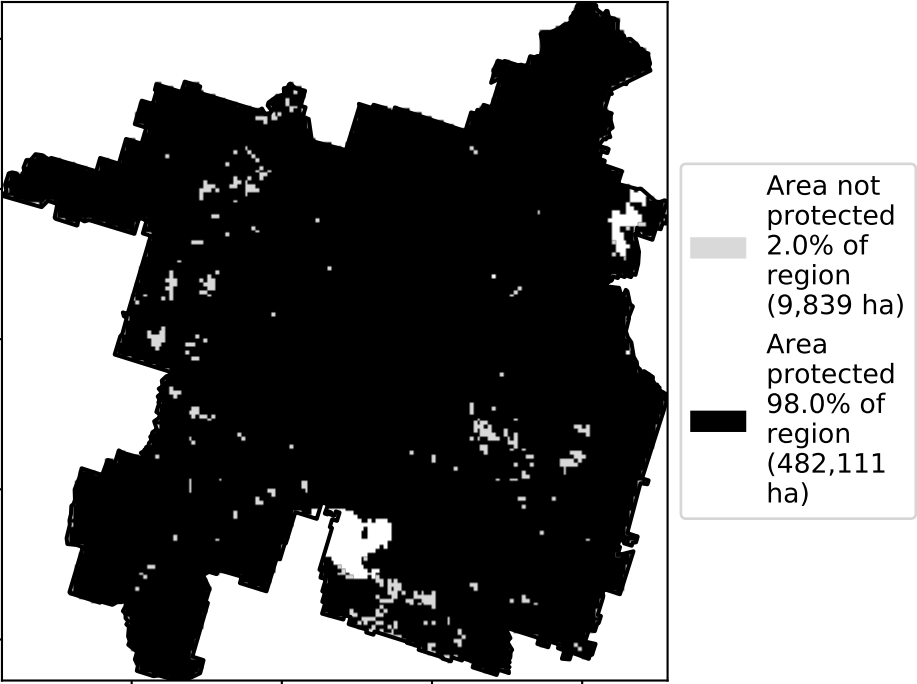 Area not
protected
2.0% of
region
(9,839 ha)
Area
protected
98.0% of
region
(482,111
ha)